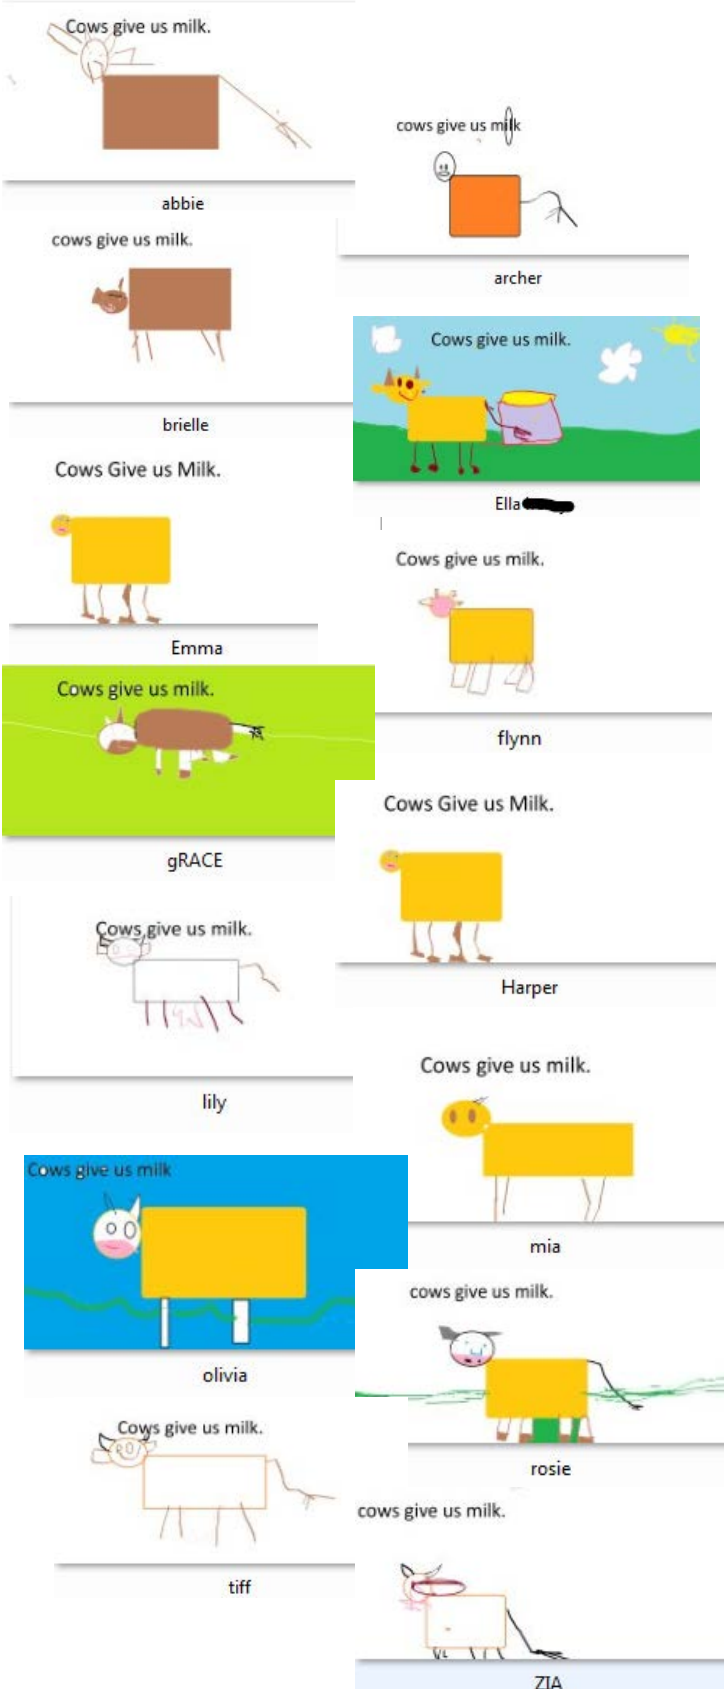 Cows give us milk.
abbie
cows give us milk
archer
cows give us milk.
brielle
Cows give us milk.
Ella
Cows Give us Milk.
Emma
Cows give us milk.
flynn
Cows give us milk.
gRACE
Cows Give us Milk.
Harper
Cows give us milk.
lily
Cows give us milk.
mia
Cows give us milk
olivia
cows give us milk.
rosie
Cows give us milk.
tiff
cows give us milk.
ZIA